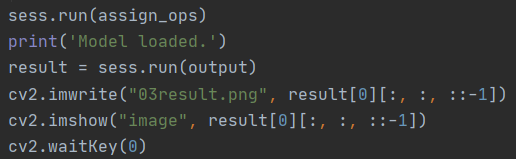 sess.run(assign_ops)
print('Model loaded.')
result = sess.run(output)
cv2.imwrite("03result.png", result[0][:, :, ::-1])
cv2.imshow("image", result[0][:, :, ::-1])
cv2.waitKey(0)